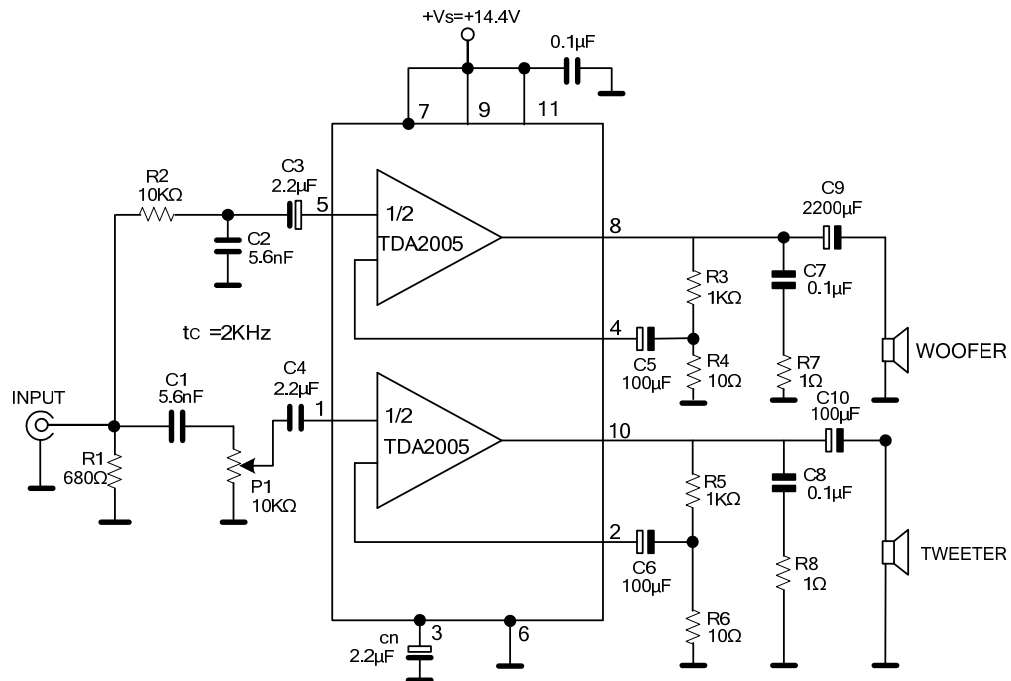 +Vs=+14.4V
0.1µF
7
9
11
C3
2.2µF
5
R2
10KΩ
C2
5.6nF
1/2
TDA2005
8
C9
2200µF
R3
1KΩ
C7
0.1µF
tc =2KHz
4
C5
100µF
R4
10Ω
R7
1Ω
WOOFER
C4
2.2µF
1
C1
5.6nF
INPUT
R1
680Ω
P1
10KΩ
1/2
TDA2005
10
C10
100µF
R5
1KΩ
C8
0.1µF
2
C6
100µF
R8
1Ω
TWEETER
R6
10Ω
cn
2.2µF
3
6